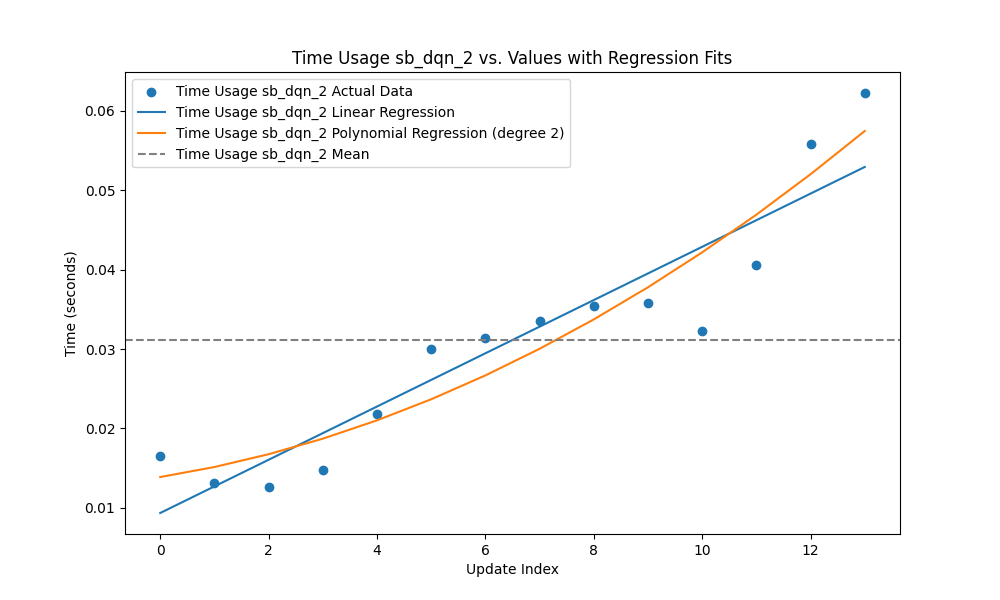 Time Usage sb_dqn_2 vs. Values with Regression Fits
Time Usage sb_dqn_2 Actual Data
Time Usage sb_dqn_2 Linear Regression
Time Usage sb_dqn_2 Polynomial Regression (degree 2)
Time Usage sb_dqn_2 Mean
Time (seconds)
0.06
0.05
0.04
0.03
0.02
0.01
0 2 4 6 8 10 12
Update Index